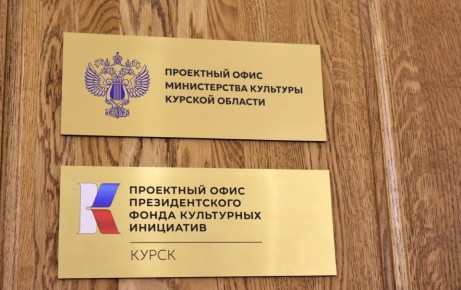 ПРОЕКТНЫЙ ОФИС
МИНИСТЕРСТВА КУЛЬТУРЫ
КУРСКОЙ ОБЛАСТИ
ПРОЕКТНЫЙ ОФИС
ПРЕЗИДЕНТСКОГО
ФОНДА КУЛЬТУРНЫХ
ИНИЦИАТИВ
КУРСК